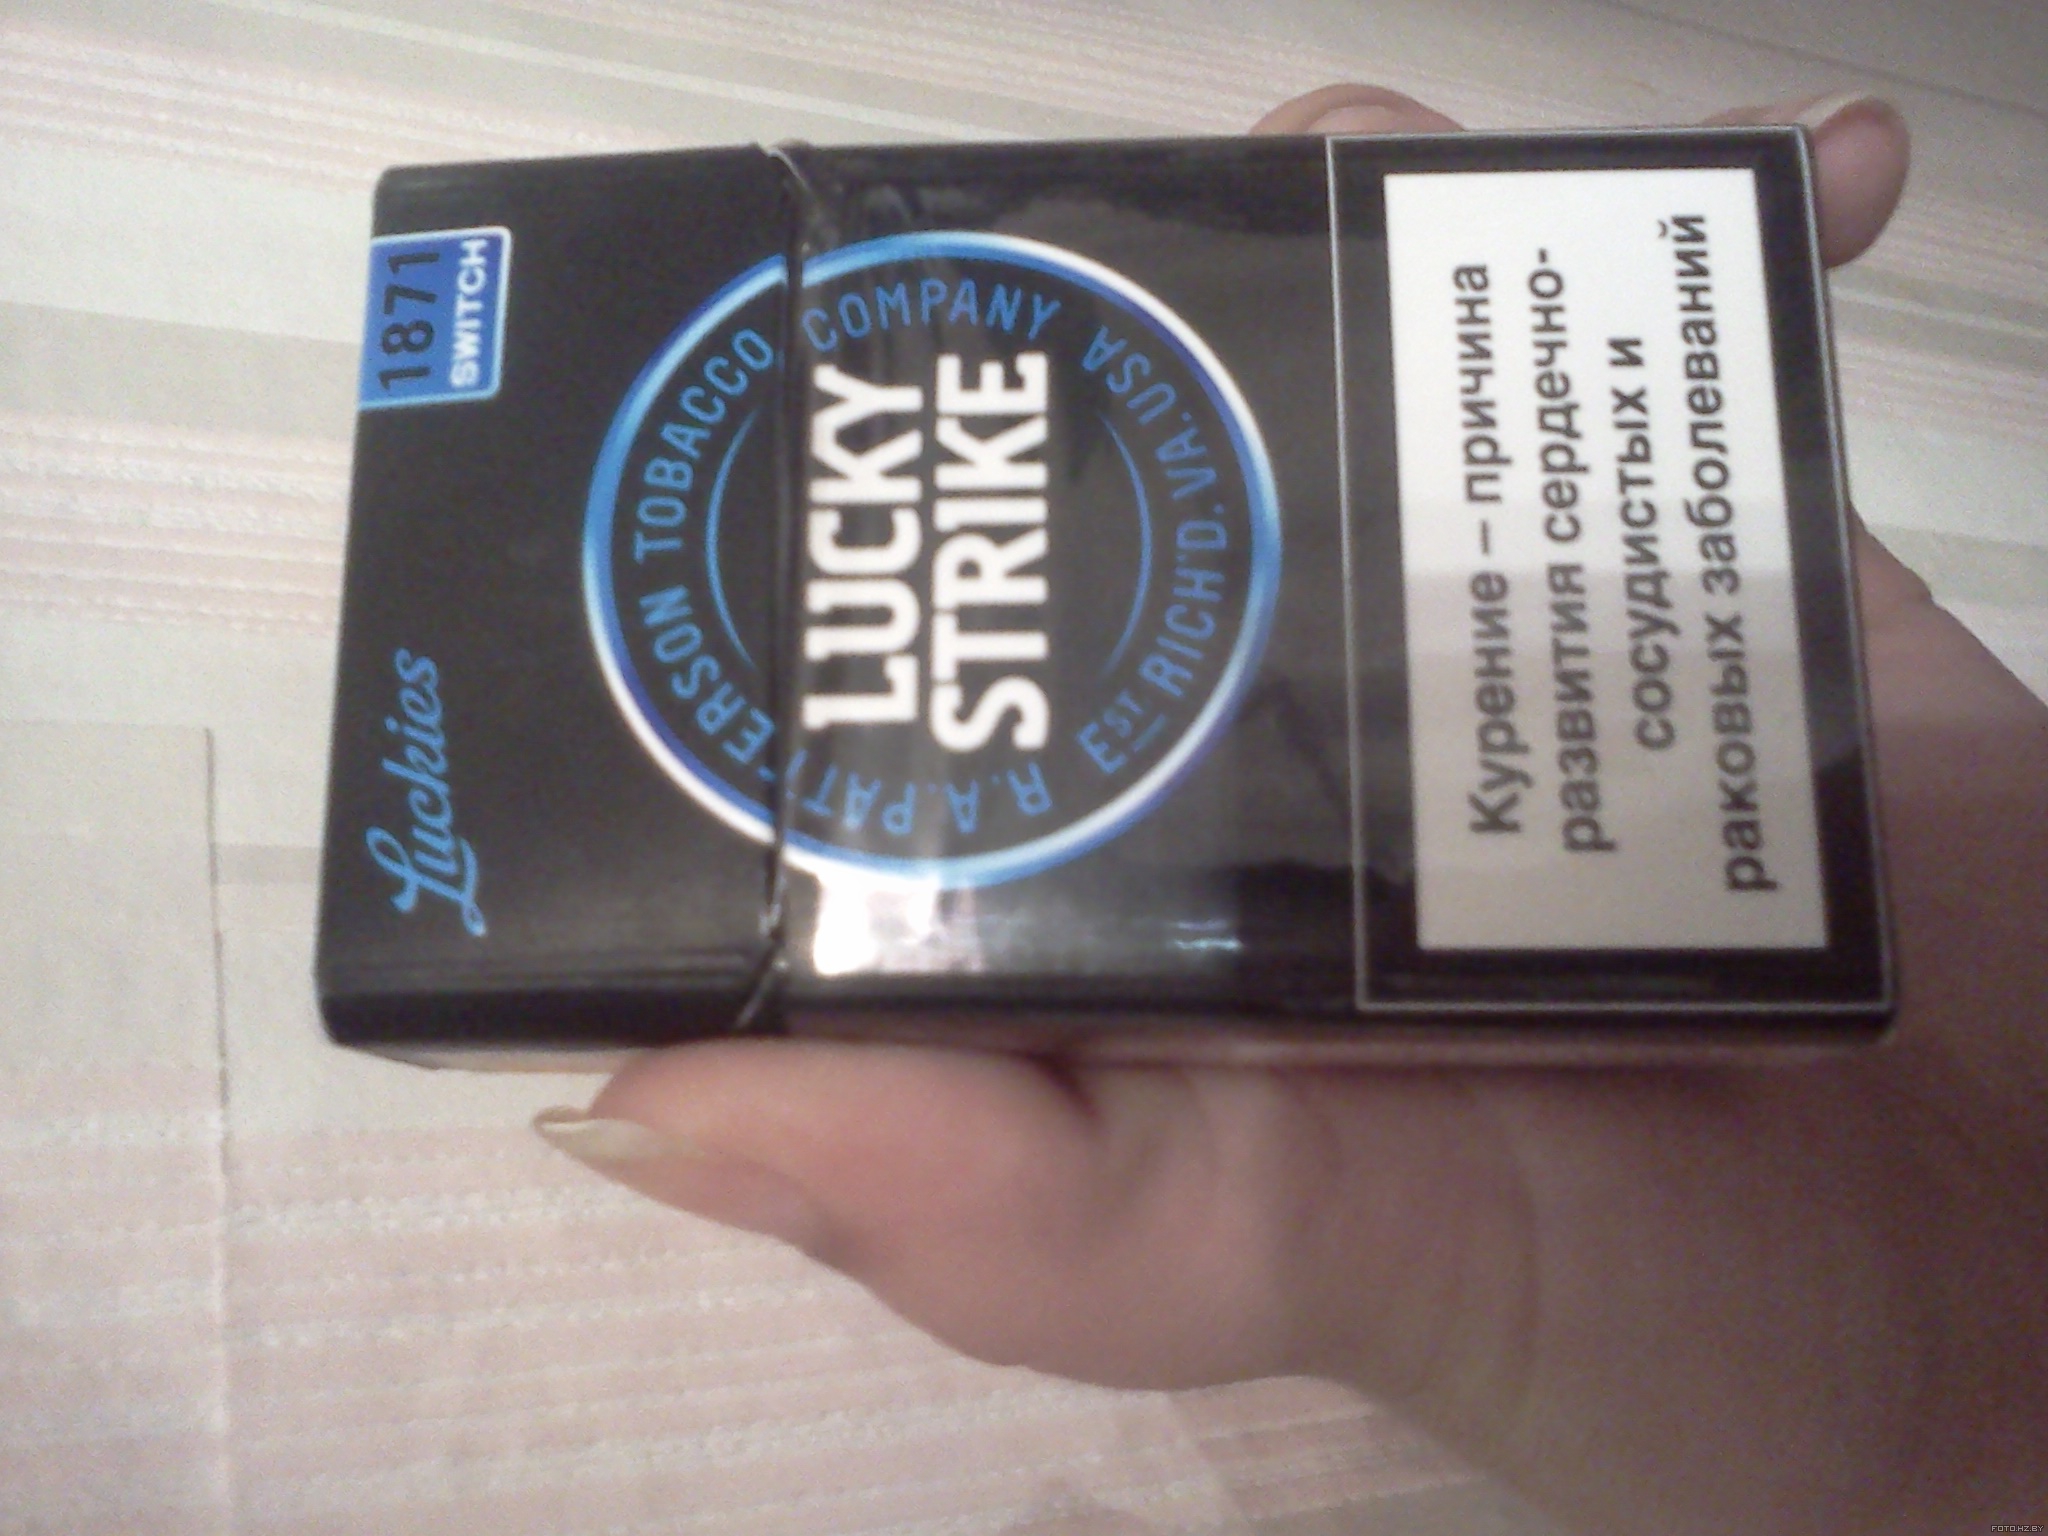 Luckies
1871
SWITCH
R.A.PATTERSON TOBACCO COMPANY
LUCKY
STRIKE
EST. RICH'D.VA.USA
Курение – причина
развития сердечно-
сосудистых и
раковых заболеваний
FOTO.HZ.BY